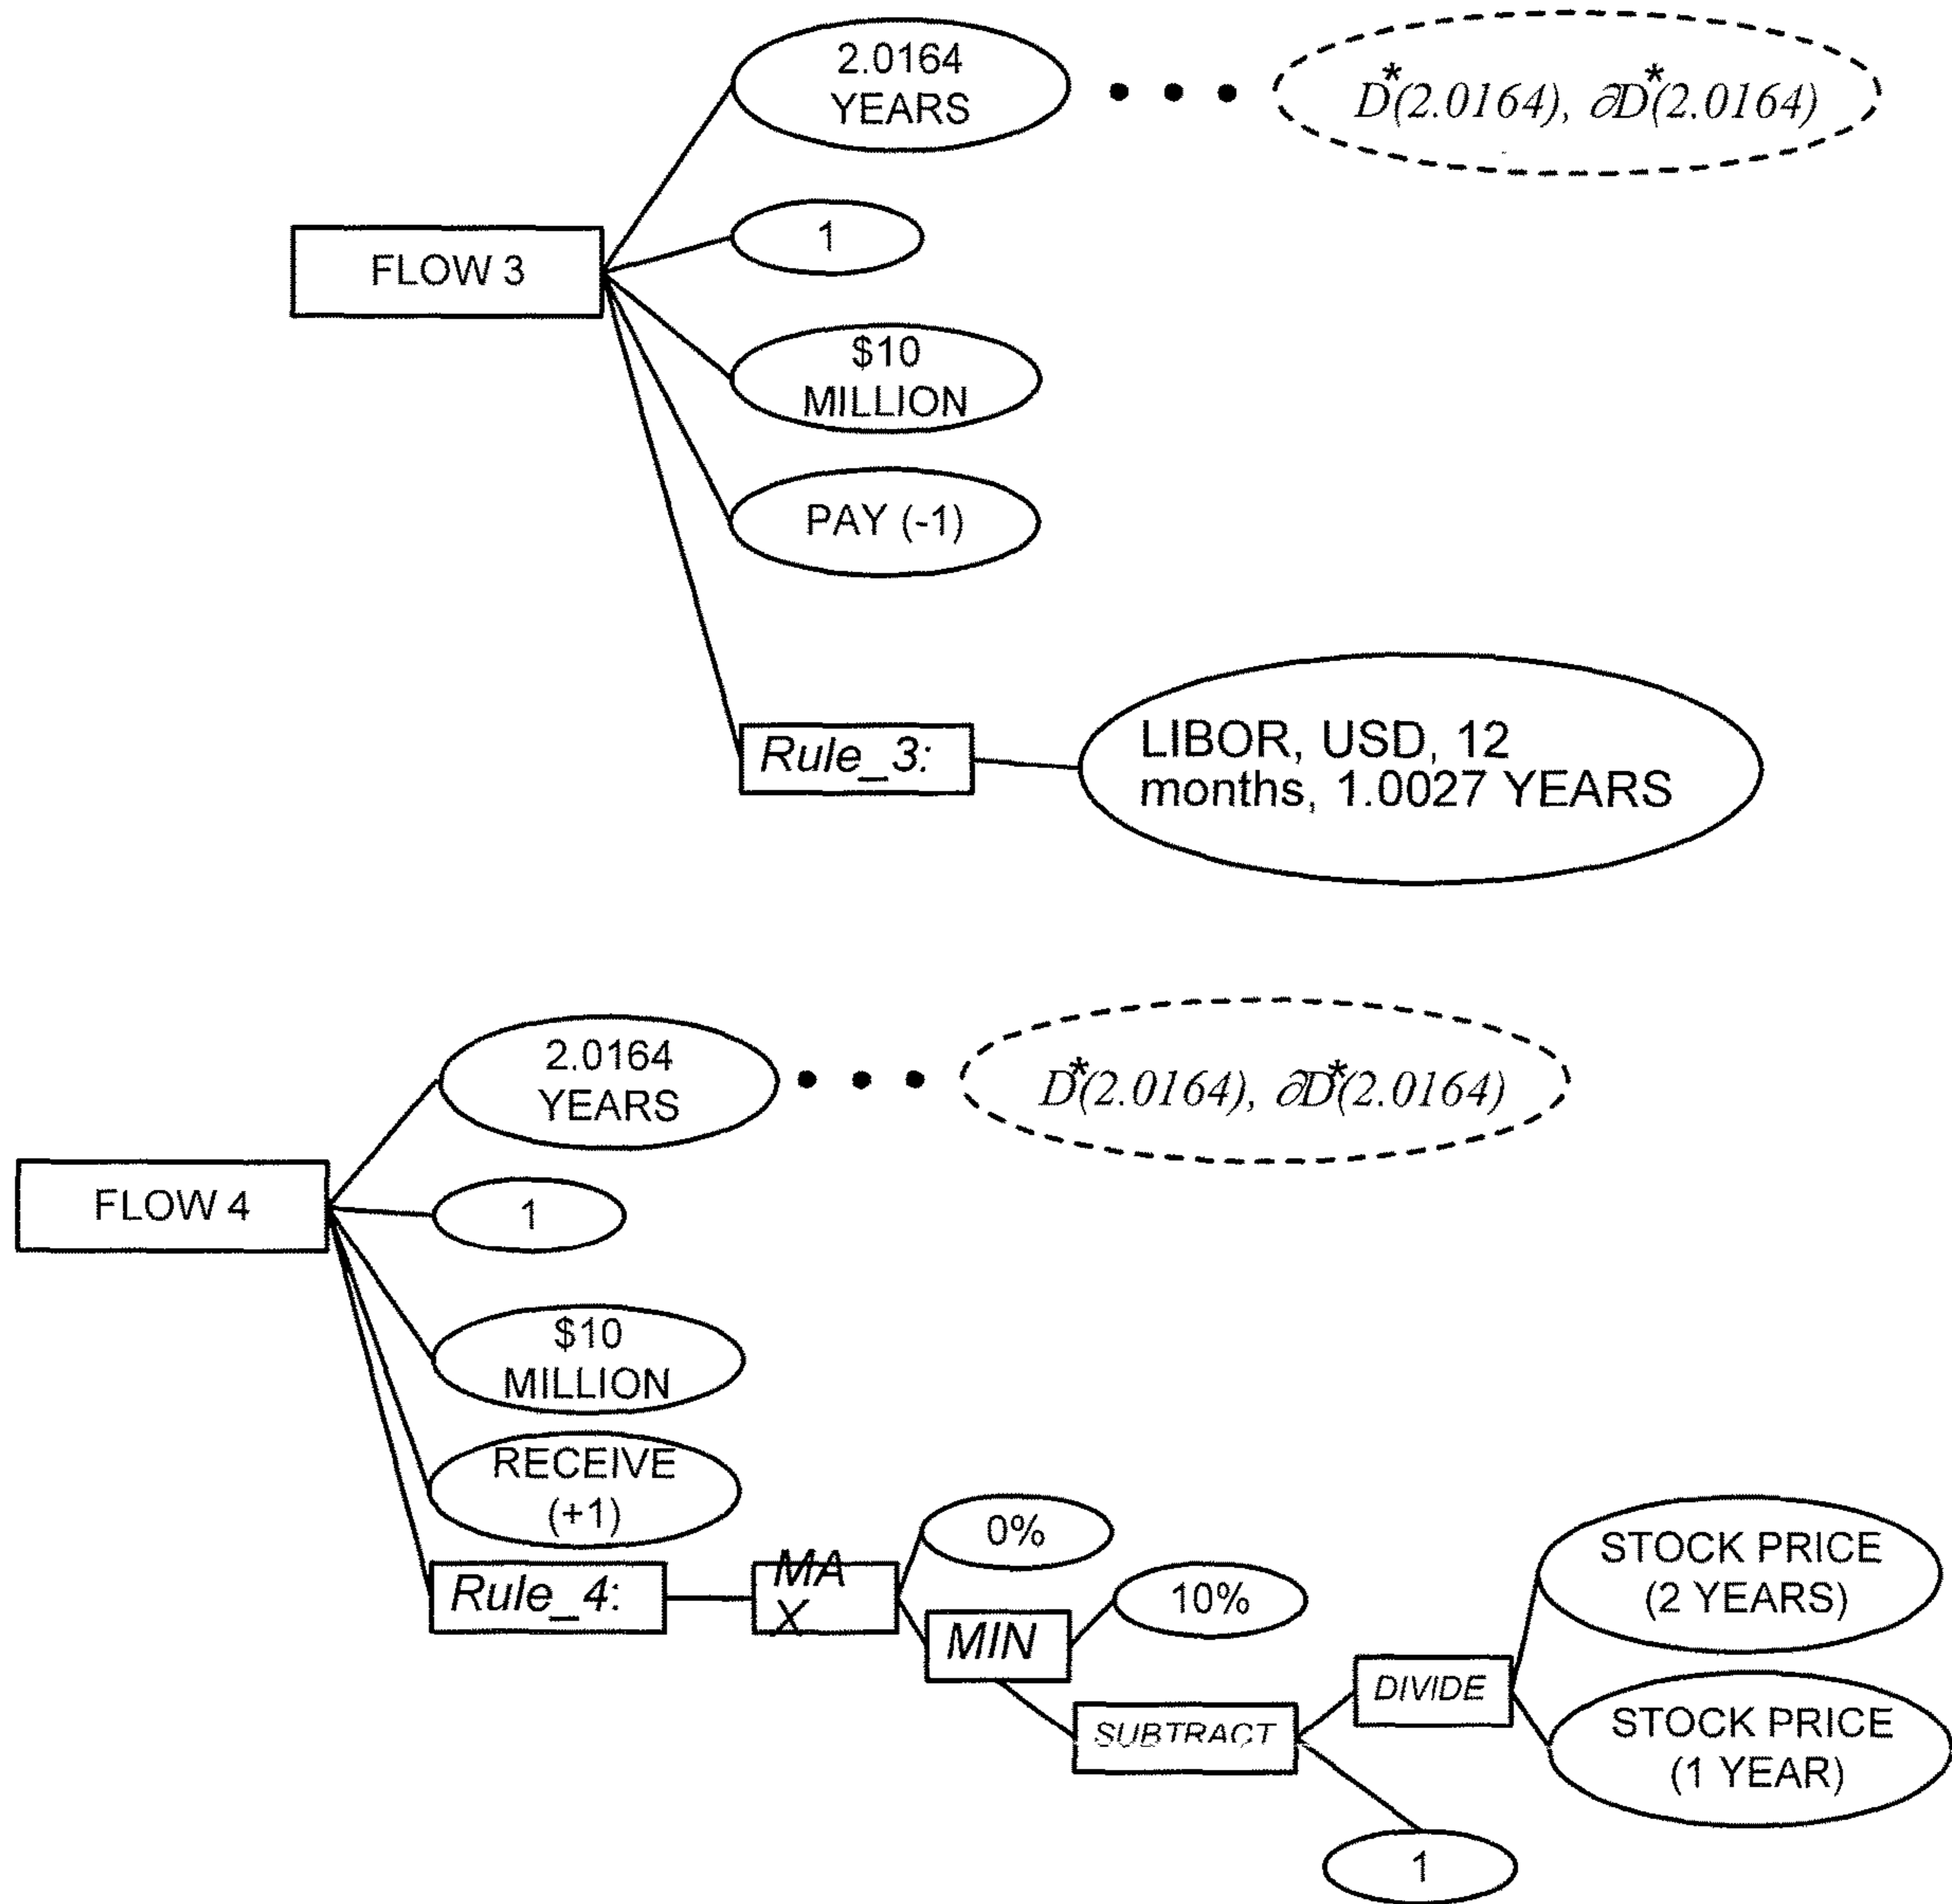 2.0164
YEARS
D*(2.0164), ∂D*(2.0164)
1
FLOW 3
$10
MILLION
PAY (-1)
Rule_3:
LIBOR, USD, 12
months, 1.0027 YEARS
2.0164
YEARS
D*(2.0164), ∂D*(2.0164)
FLOW 4
1
$10
MILLION
RECEIVE
(+1)
Rule_4:
MA
X
0%
MIN
10%
SUBTRACT
DIVIDE
STOCK PRICE
(2 YEARS)
STOCK PRICE
(1 YEAR)
1